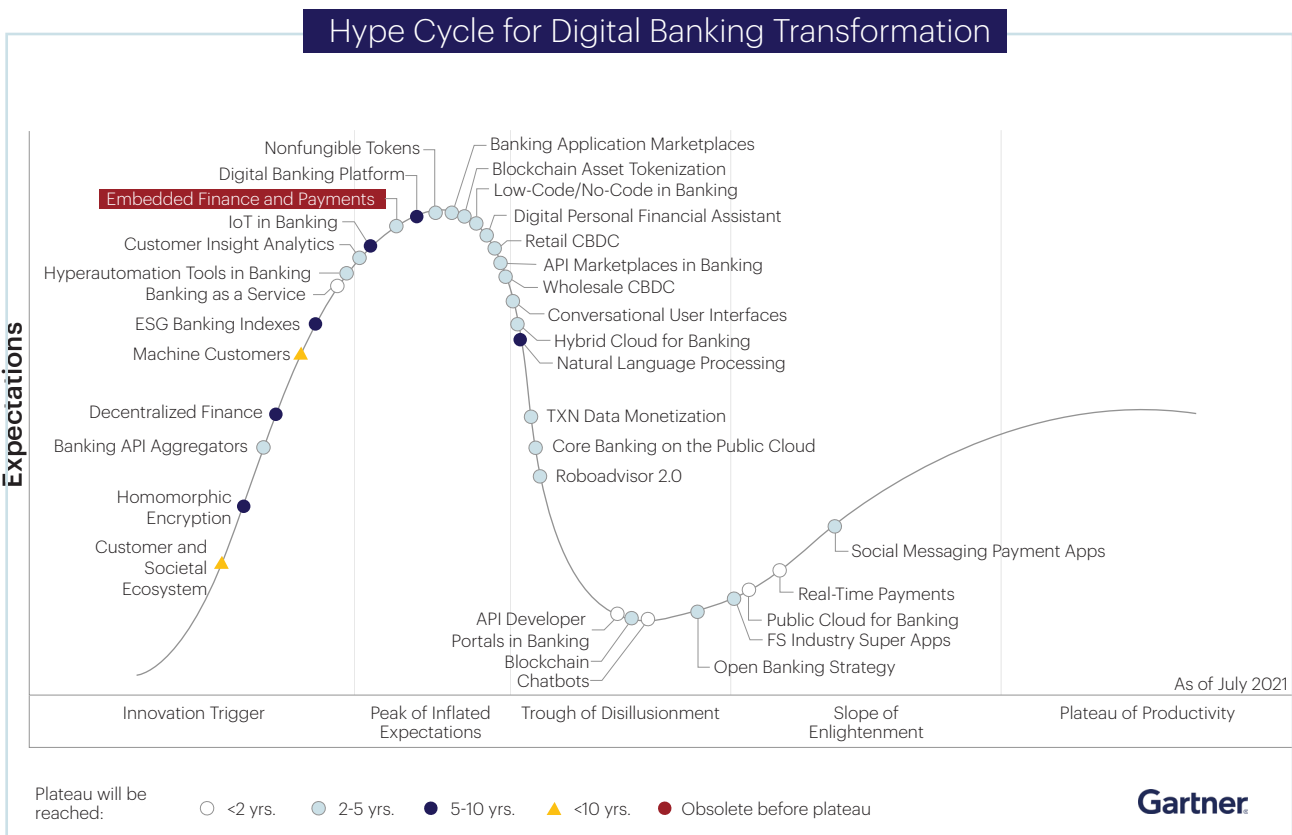 Hype Cycle for Digital Banking Transformation
Expectations
Nonfungible Tokens
Digital Banking Platform
Embedded Finance and Payments
IoT in Banking
Customer Insight Analytics
Hyperautomation Tools in Banking
Banking as a Service
ESG Banking Indexes
Machine Customers
Decentralized Finance
Banking API Aggregators
Homomorphic
Encryption
Customer and
Societal
Ecosystem
Banking Application Marketplaces
Blockchain Asset Tokenization
Low-Code/No-Code in Banking
Digital Personal Financial Assistant
Retail CBDC
API Marketplaces in Banking
Wholesale CBDC
Conversational User Interfaces
Hybrid Cloud for Banking
Natural Language Processing
TXN Data Monetization
Core Banking on the Public Cloud
Roboadvisor 2.0
API Developer
Portals in Banking
Blockchain
Chatbots
Social Messaging Payment Apps
Real-Time Payments
Public Cloud for Banking
FS Industry Super Apps
Open Banking Strategy
As of July 2021
Innovation Trigger
Peak of Inflated
Expectations
Trough of Disillusionment
Slope of
Enlightenment
Plateau of Productivity
Plateau will be
reached:
<2 yrs.
2-5 yrs.
5-10 yrs.
<10 yrs.
Obsolete before plateau
Gartner